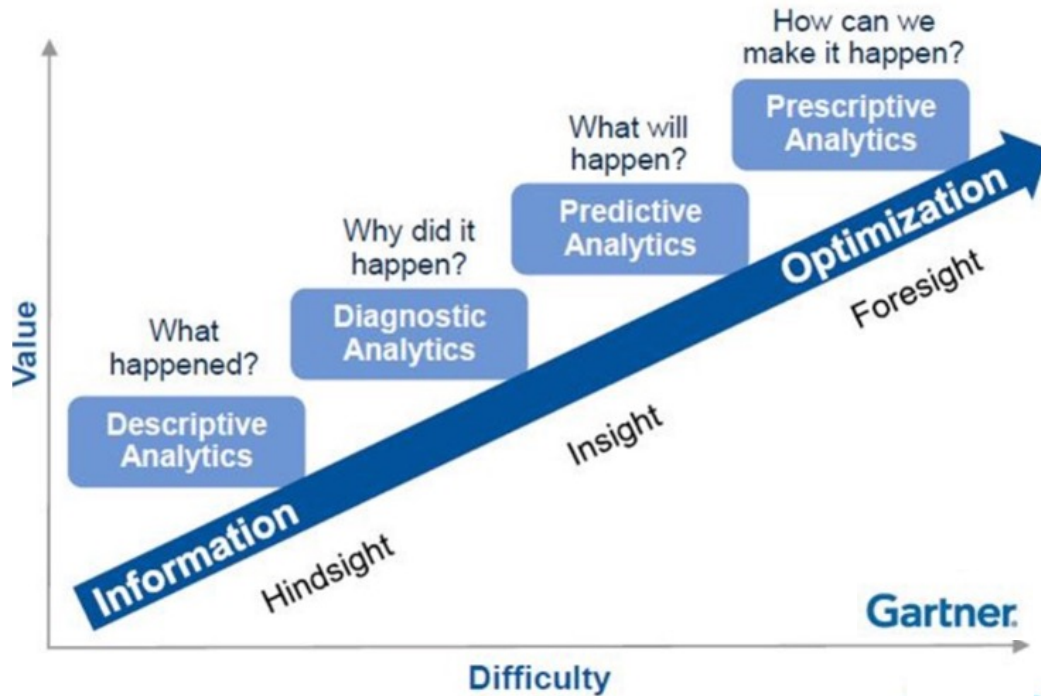 How can we
make it happen?
Prescriptive
Analytics
What will
happen?
Predictive
Analytics
Why did it
happen?
Diagnostic
Analytics
What
happened?
Descriptive
Analytics
Value
Information
Optimization
Hindsight
Insight
Foresight
Gartner.
Difficulty